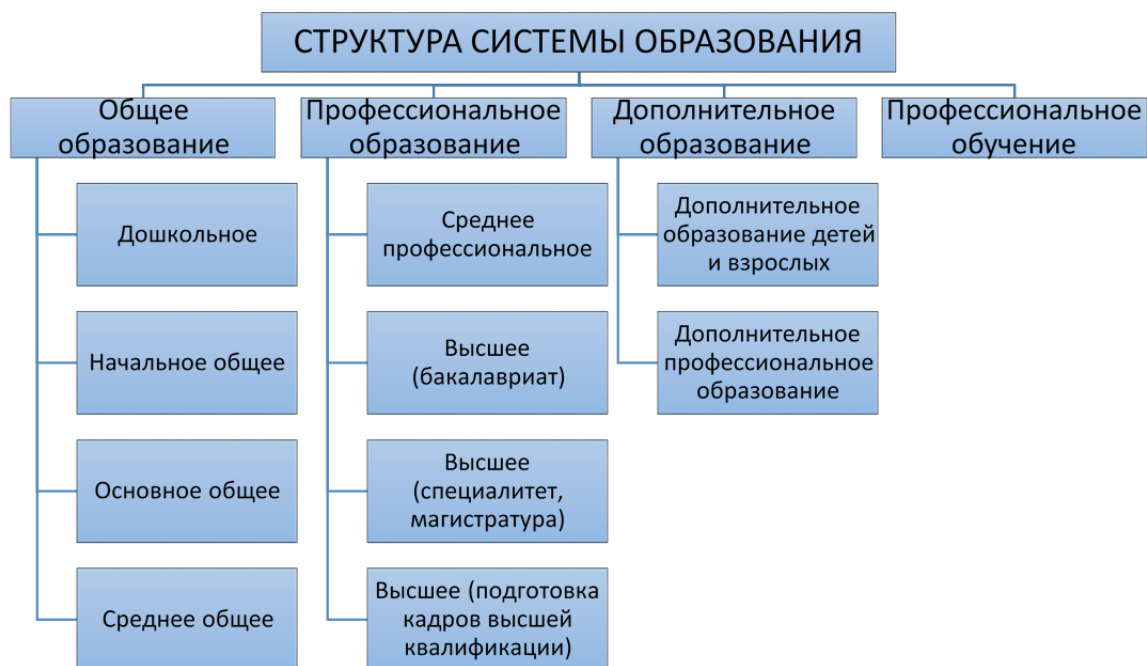 СТРУКТУРА СИСТЕМЫ ОБРАЗОВАНИЯ
Общее
образование
Дошкольное
Начальное общее
Основное общее
Среднее общее
Профессиональное
образование
Среднее
профессиональное
Высшее
(бакалавриат)
Высшее
(специалитет,
магистратура)
Высшее (подготовка
кадров высшей
квалификации)
Дополнительное
образование
Дополнительное
образование детей
и взрослых
Дополнительное
профессиональное
образование
Профессиональное
обучение